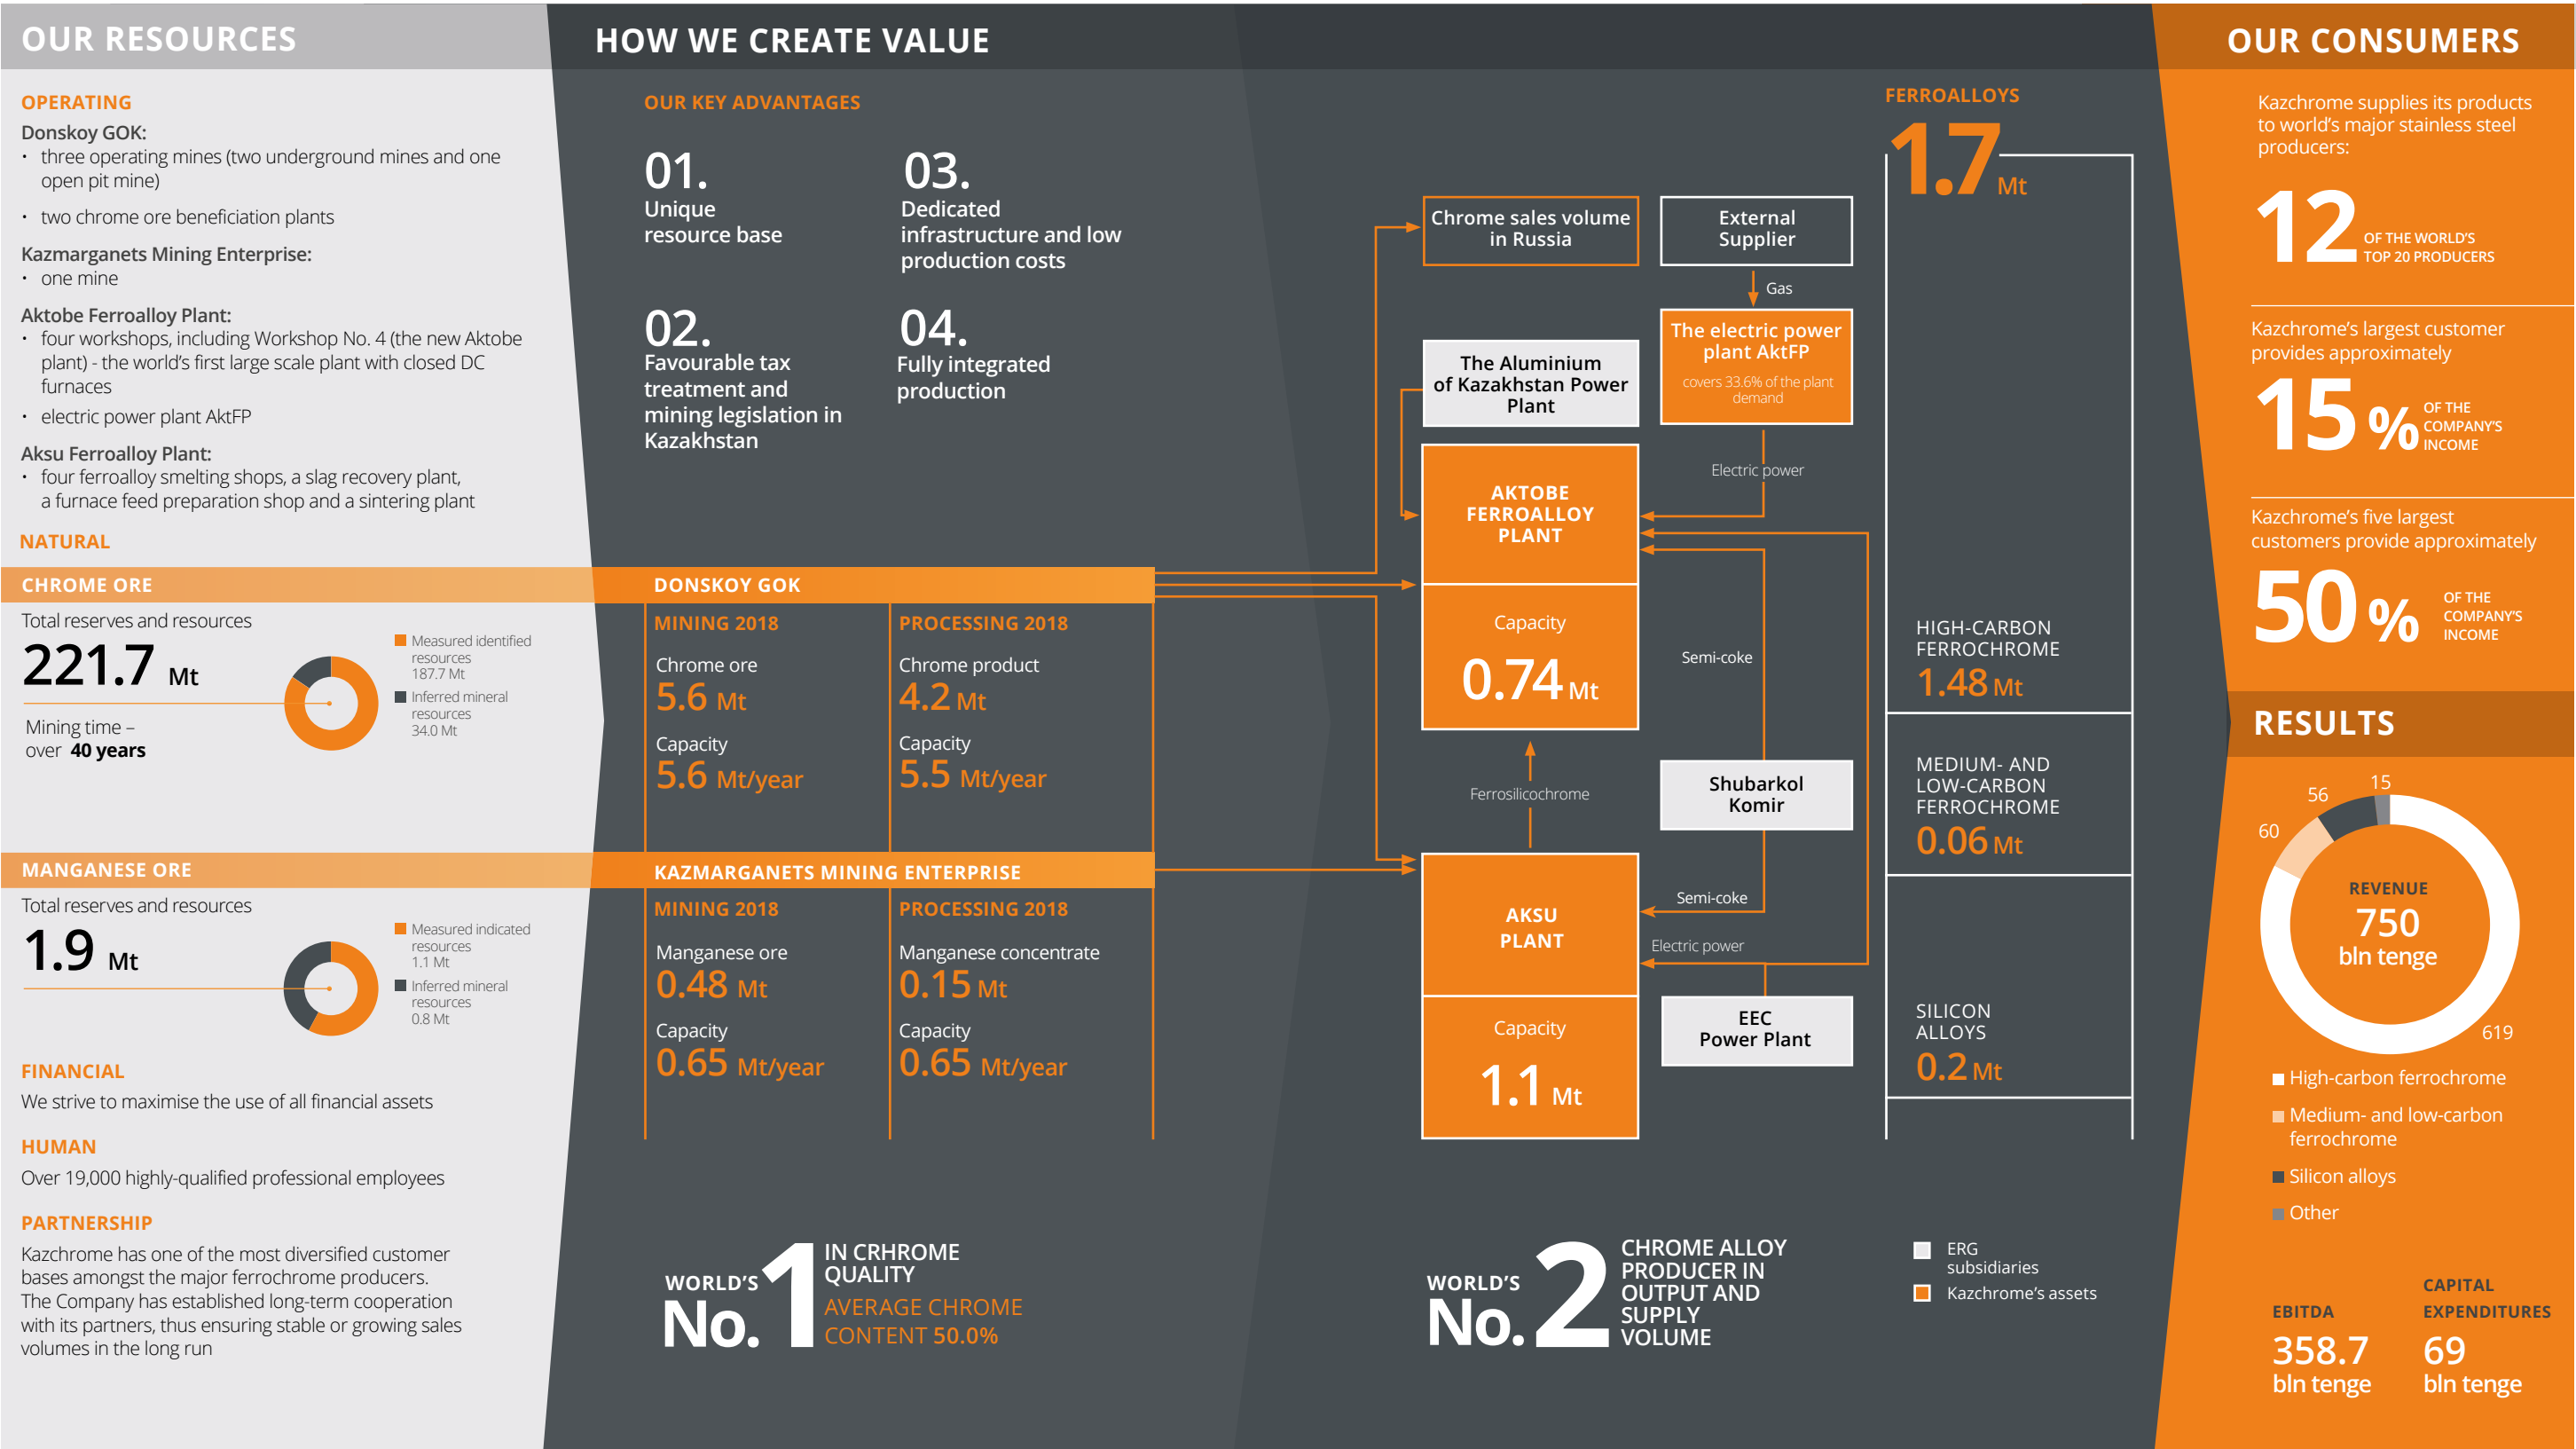 OUR RESOURCES
OPERATING
Donskoy GOK:
• three operating mines (two underground mines and one
open pit mine)
• two chrome ore beneficiation plants
Kazmarganets Mining Enterprise:
• one mine
Aktobe Ferroalloy Plant:
• four workshops, including Workshop No. 4 (the new Aktobe
plant) - the world's first large scale plant with closed DC
furnaces
• electric power plant AktFP
Aksu Ferroalloy Plant:
• four ferroalloy smelting shops, a slag recovery plant,
a furnace feed preparation shop and a sintering plant
NATURAL
CHROME ORE
Total reserves and resources
221.7 Mt
Mining time –
over 40 years
Measured identified
resources
187.7 Mt
Inferred mineral
resources
34.0 Mt
MANGANESE ORE
Total reserves and resources
1.9 Mt
Measured indicated
resources
1.1 Mt
Inferred mineral
resources
0.8 Mt
FINANCIAL
We strive to maximise the use of all financial assets
HUMAN
Over 19,000 highly-qualified professional employees
PARTNERSHIP
Kazchrome has one of the most diversified customer
bases amongst the major ferrochrome producers.
The Company has established long-term cooperation
with its partners, thus ensuring stable or growing sales
volumes in the long run
HOW WE CREATE VALUE
OUR KEY ADVANTAGES
01.
Unique
resource base
02.
Favourable tax
treatment and
mining legislation in
Kazakhstan
03.
Dedicated
infrastructure and low
production costs
04.
Fully integrated
production
DONSKOY GOK
MINING 2018
Chrome ore
5.6 Mt
Capacity
5.6 Mt/year
PROCESSING 2018
Chrome product
4.2 Mt
Capacity
5.5 Mt/year
KAZMARGANETS MINING ENTERPRISE
MINING 2018
Manganese ore
0.48 Mt
Capacity
0.65 Mt/year
PROCESSING 2018
Manganese concentrate
0.15 Mt
Capacity
0.65 Mt/year
WORLD'S
No. 1
IN CRHROME
QUALITY
AVERAGE CHROME
CONTENT 50.0%
Chrome sales volume
in Russia
External
Supplier
Gas
The electric power
plant AktFP
covers 33.6% of the plant
demand
The Aluminium
of Kazakhstan Power
Plant
Electric power
AKTOBE
FERROALLOY
PLANT
Capacity
0.74 Mt
Semi-coke
Ferrosilicochrome
Shubarkol
Komir
Semi-coke
AKSU
PLANT
Electric power
Capacity
1.1 Mt
EEC
Power Plant
FERROALLOYS
1.7 Mt
HIGH-CARBON
FERROCHROME
1.48 Mt
MEDIUM- AND
LOW-CARBON
FERROCHROME
0.06 Mt
SILICON
ALLOYS
0.2 Mt
WORLD'S
No. 2
CHROME ALLOY
PRODUCER IN
OUTPUT AND
SUPPLY
VOLUME
ERG
subsidiaries
Kazchrome's assets
OUR CONSUMERS
Kazchrome supplies its products
to world's major stainless steel
producers:
12
OF THE WORLD'S
TOP 20 PRODUCERS
Kazchrome's largest customer
provides approximately
15 %
OF THE
COMPANY'S
INCOME
Kazchrome's five largest
customers provide approximately
50 %
OF THE
COMPANY'S
INCOME
RESULTS
15
56
60
REVENUE
750
bln tenge
619
High-carbon ferrochrome
Medium- and low-carbon
ferrochrome
Silicon alloys
Other
EBITDA
358.7
bln tenge
CAPITAL
EXPENDITURES
69
bln tenge